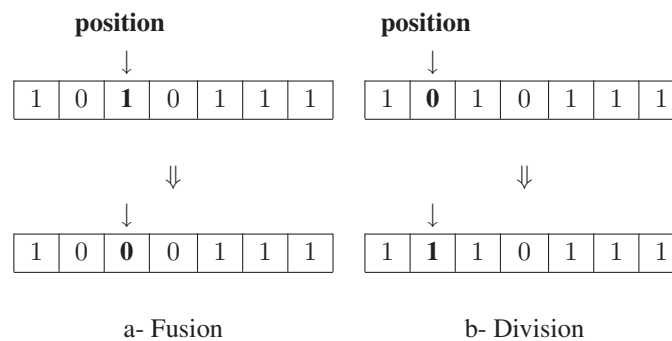 position position
↓ ↓
1 0 1 0 1 1 1 1 0 1 0 1 1 1
⇓ ⇓
↓ ↓
1 0 0 0 1 1 1 1 1 1 0 1 1 1
a- Fusion b- Division